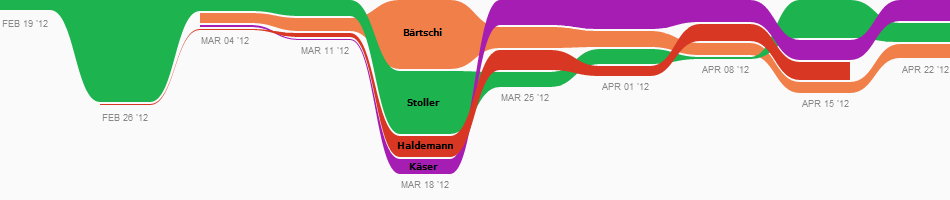 FEB 19 '12
FEB 26 '12
MAR 04 '12
MAR 11 '12
Bärtschi
Stoller
Haldemann
Käser
MAR 18 '12
MAR 25 '12
APR 01 '12
APR 08 '12
APR 15 '12
APR 22 '12